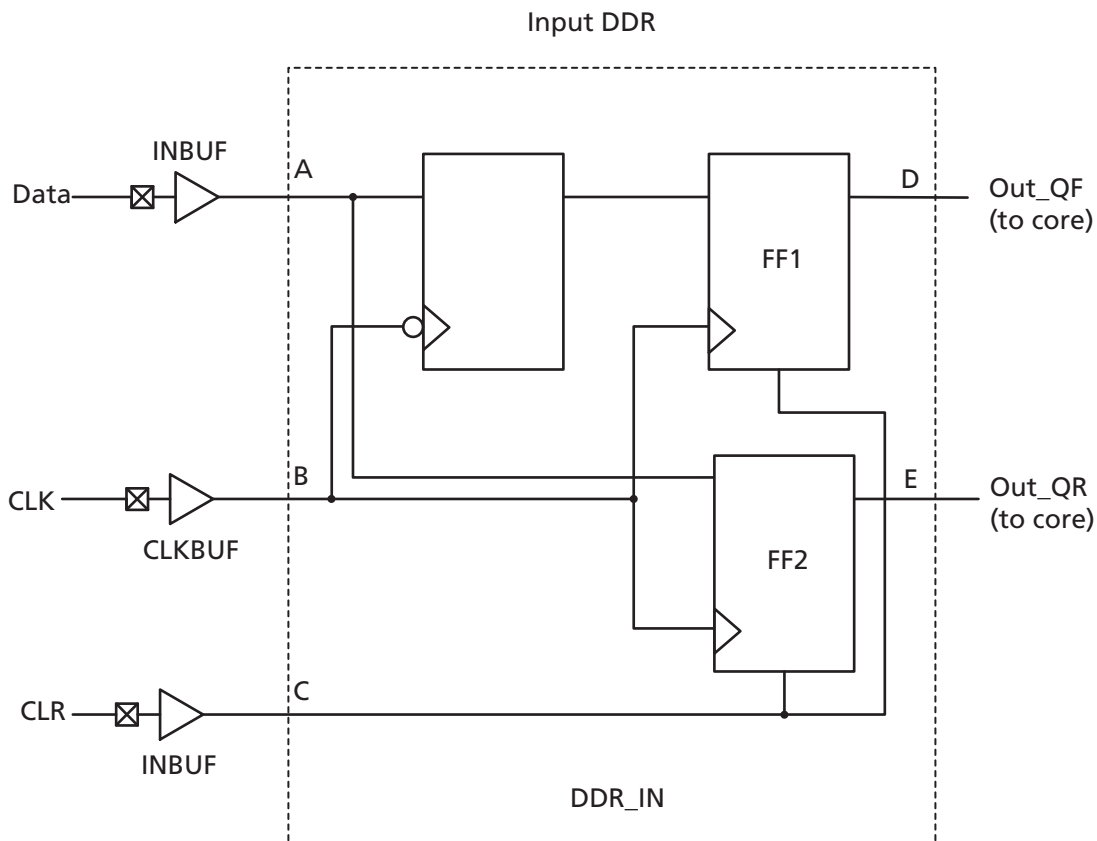 Input DDR
INBUF
Data
A
D
Out_QF
(to core)
FF1
B
E
CLK
CLKBUF
Out_QR
(to core)
FF2
C
CLR
INBUF
DDR_IN